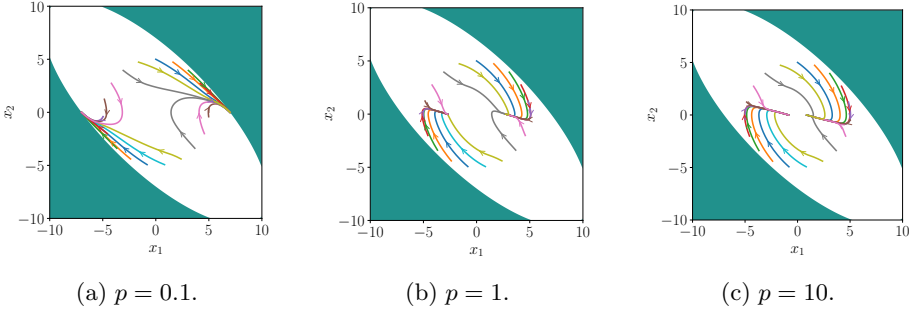 10 10 10
5 5 5
x₂ 0 x₂ 0 x₂ 0
−5 −5 −5
−10 −10 −10
−10 −5 0 5 10 −10 −5 0 5 10 −10 −5 0 5 10
x₁ x₁ x₁
(a) p = 0.1. (b) p = 1. (c) p = 10.